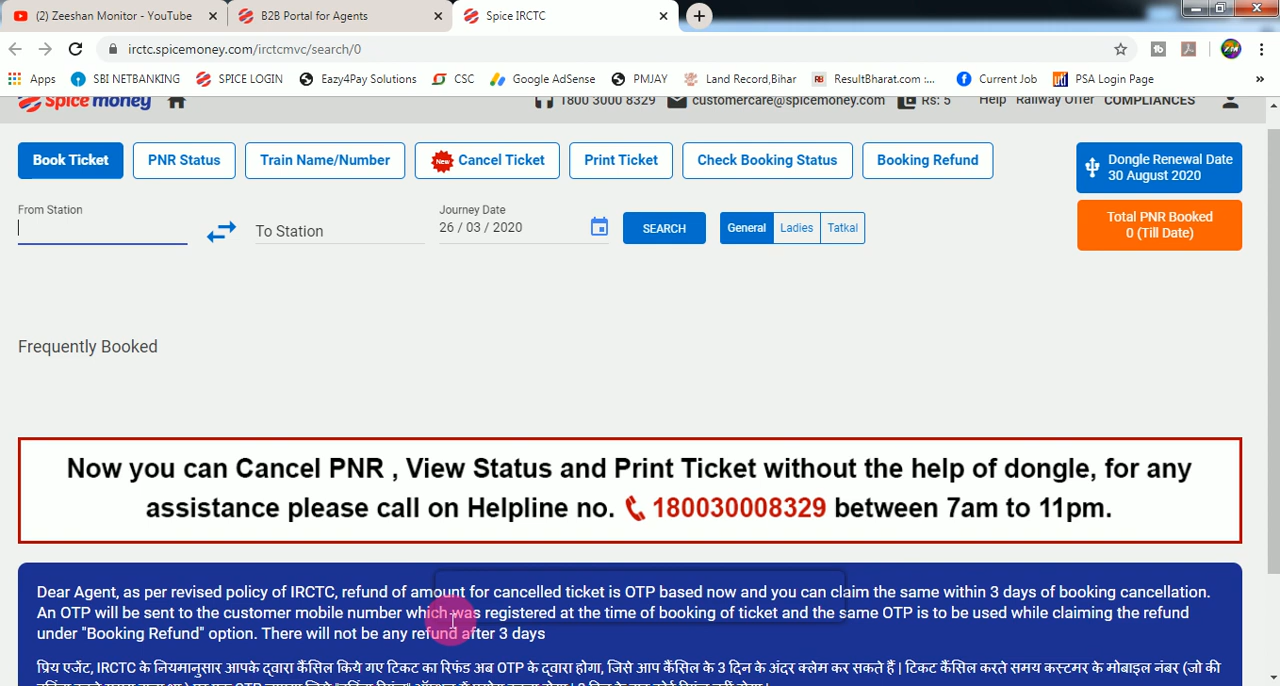 (2) Zeeshan Monitor - YouTube
B2B Portal for Agents
Spice IRCTC
irctc.spicemoney.com/irctcmvc/search/0
Apps SBI NETBANKING SPICE LOGIN Eazy4Pay Solutions CSC Google AdSense PMJAY Land Record,Bihar ResultBharat.com :... Current Job PSA Login Page »
spice money 1800 3000 8329 customercare@spicemoney.com Rs: 5 Help Railway Offer COMPLIANCES
Book Ticket PNR Status Train Name/Number New Cancel Ticket Print Ticket Check Booking Status Booking Refund
Dongle Renewal Date
30 August 2020
From Station
To Station
Journey Date
26 / 03 / 2020
SEARCH General Ladies Tatkal
Total PNR Booked
0 (Till Date)
Frequently Booked
Now you can Cancel PNR , View Status and Print Ticket without the help of dongle, for any
assistance please call on Helpline no. 180030008329 between 7am to 11pm.
Dear Agent, as per revised policy of IRCTC, refund of amount for cancelled ticket is OTP based now and you can claim the same within 3 days of booking cancellation.
An OTP will be sent to the customer mobile number which was registered at the time of booking of ticket and the same OTP is to be used while claiming the refund
under "Booking Refund" option. There will not be any refund after 3 days
प्रिय एजेंट, IRCTC के नियमानुसार आपके द्वारा कैंसिल किये गए टिकट का रिफंड अब OTP के द्वारा होगा, जिसे आप कैंसिल के 3 दिन के अंदर क्लेम कर सकते हैं | टिकट कैंसिल करते समय कस्टमर के मोबाइल नंबर (जो की